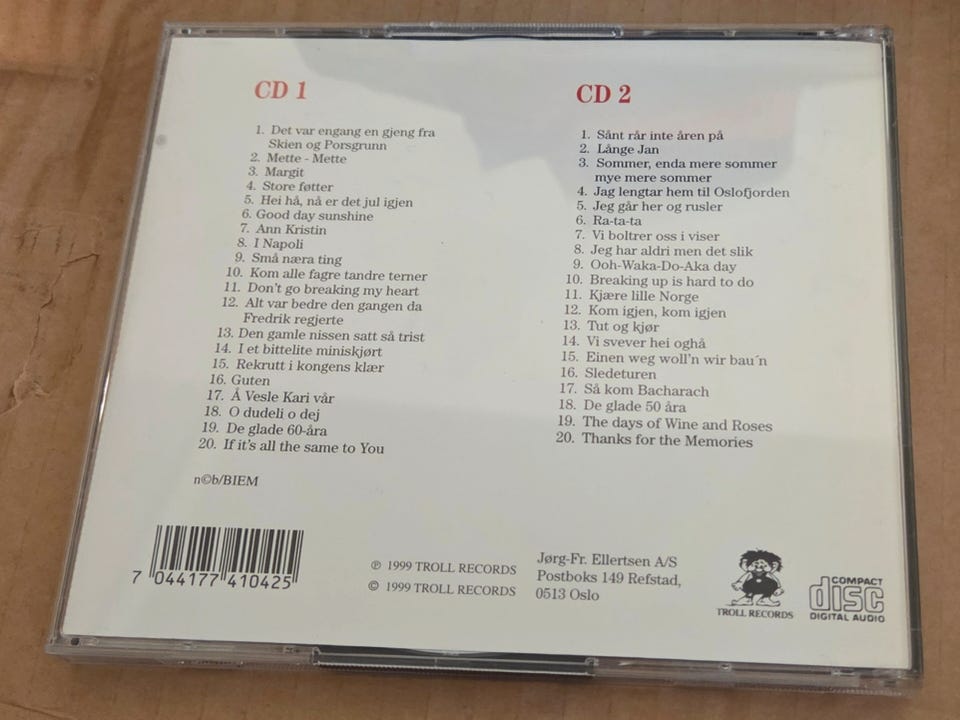 CD 1
1. Det var engang en gjeng fra
Skien og Porsgrunn
2. Mette - Mette
3. Margit
4. Store føtter
5. Hei hå, nå er det jul igjen
6. Good day sunshine
7. Ann Kristin
8. I Napoli
9. Små næra ting
10. Kom alle fagre tandre terner
11. Don't go breaking my heart
12. Alt var bedre den gangen da
Fredrik regjerte
13. Den gamle nissen satt så trist
14. I et bittelite miniskjørt
15. Rekrutt i kongens klær
16. Guten
17. Å Vesle Kari vår
18. O dudeli o dej
19. De glade 60-åra
20. If it's all the same to You
n©b/BIEM
CD 2
1. Sånt rår inte åren på
2. Långe Jan
3. Sommer, enda mere sommer
mye mere sommer
4. Jag lengtar hem til Oslofjorden
5. Jeg går her og rusler
6. Ra-ta-ta
7. Vi boltrer oss i viser
8. Jeg har aldri men det slik
9. Ooh-Waka-Do-Aka day
10. Breaking up is hard to do
11. Kjære lille Norge
12. Kom igjen, kom igjen
13. Tut og kjør
14. Vi svever hei oghå
15. Einen weg woll'n wir bau´n
16. Sledeturen
17. Så kom Bacharach
18. De glade 50 åra
19. The days of Wine and Roses
20. Thanks for the Memories
7 044177 410425
℗ 1999 TROLL RECORDS
© 1999 TROLL RECORDS
Jørg-Fr. Ellertsen A/S
Postboks 149 Refstad,
0513 Oslo
TROLL RECORDS
COMPACT
disc
DIGITAL AUDIO